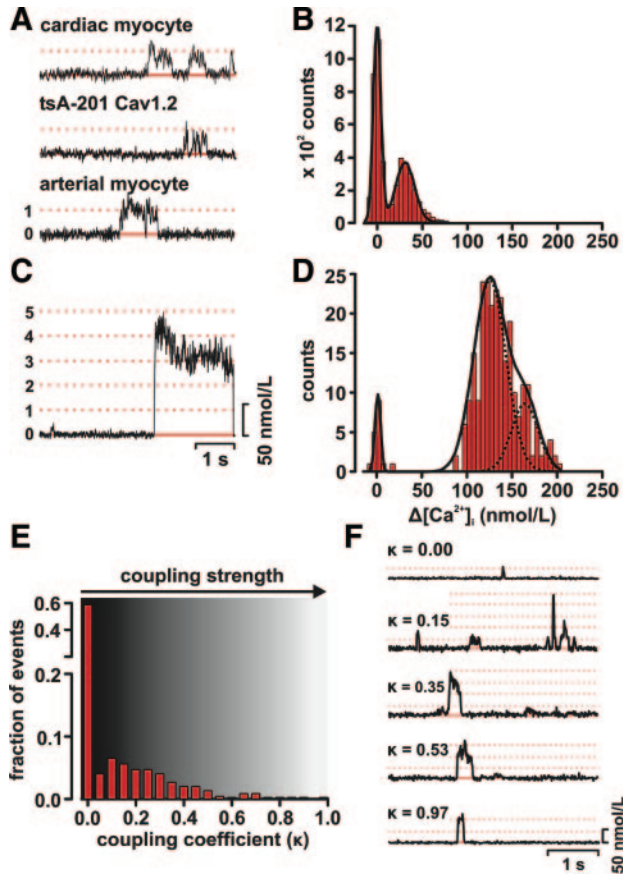 A
cardiac myocyte
tsA-201 Cav1.2
arterial myocyte
1
0
B
x 10² counts
12
10
8
6
4
2
0
0 50 100 150 200 250
C
5
4
3
2
1
0
50 nmol/L
1 s
D
counts
25
20
15
10
5
0
0 50 100 150 200 250
Δ[Ca²⁺]ᵢ (nmol/L)
E
coupling strength
fraction of events
0.6
0.4
0.2
0.1
0.0
0.0 0.2 0.4 0.6 0.8 1.0
coupling coefficient (κ)
F
κ = 0.00
κ = 0.15
κ = 0.35
κ = 0.53
κ = 0.97
50 nmol/L
1 s